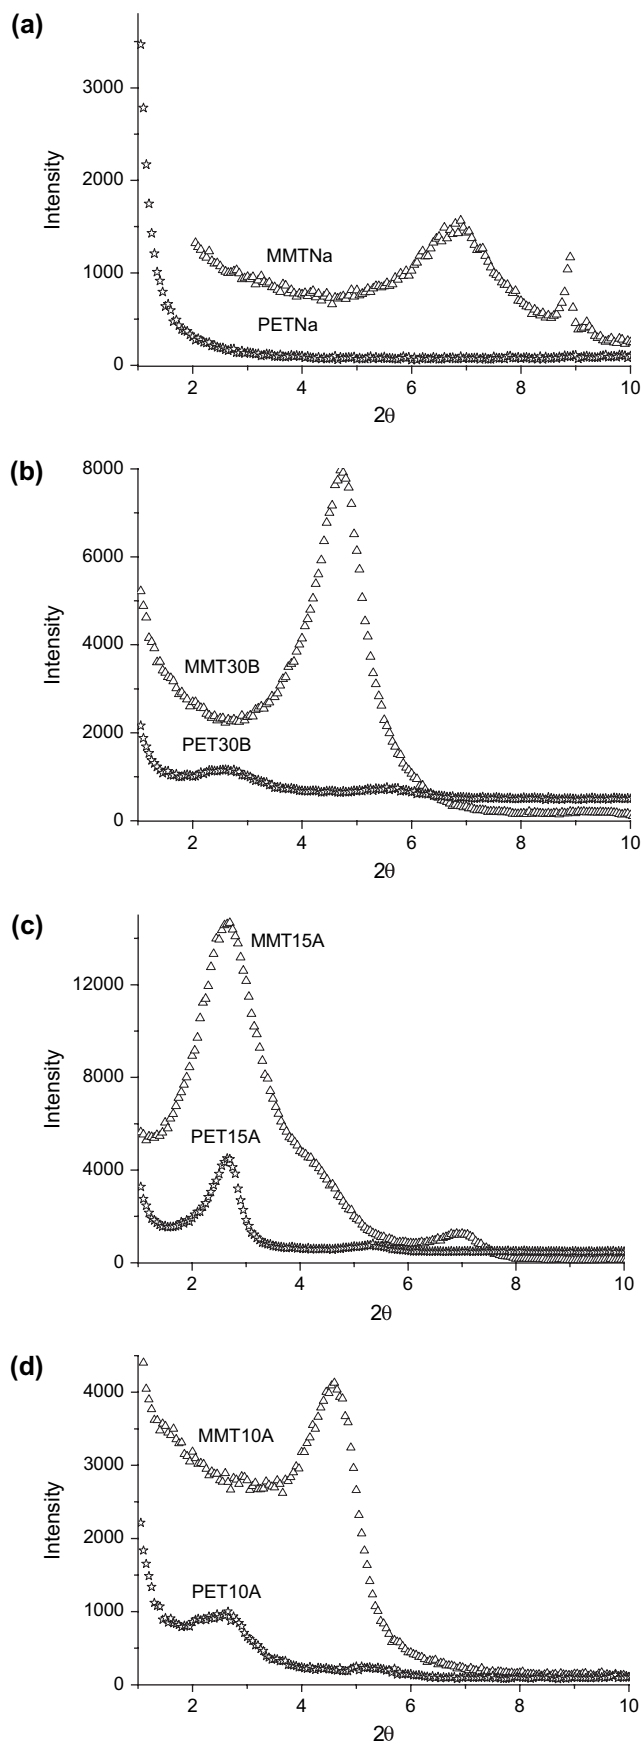 (a)
3000
2000
1000
0
Intensity
MMTNa
PETNa
2 4 6 8 10
2θ
(b)
8000
6000
4000
2000
0
Intensity
MMT30B
PET30B
2 4 6 8 10
2θ
(c)
12000
8000
4000
0
Intensity
MMT15A
PET15A
2 4 6 8 10
2θ
(d)
4000
3000
2000
1000
0
Intensity
MMT10A
PET10A
2 4 6 8 10
2θ